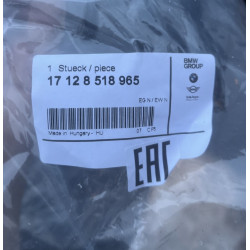 1 Stueck / piece
17 12 8 518 965
BMW
GROUP
Made in Hungary - HU
EAC